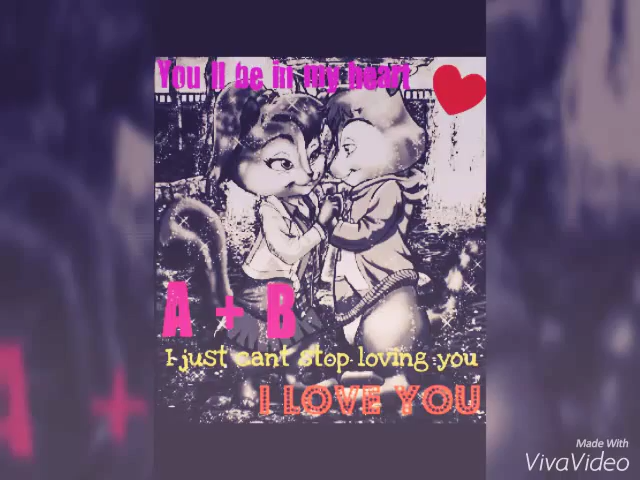 You ll be in my heart
A + B
I just cant stop loving you
I LOVE YOU
Made With
VivaVideo